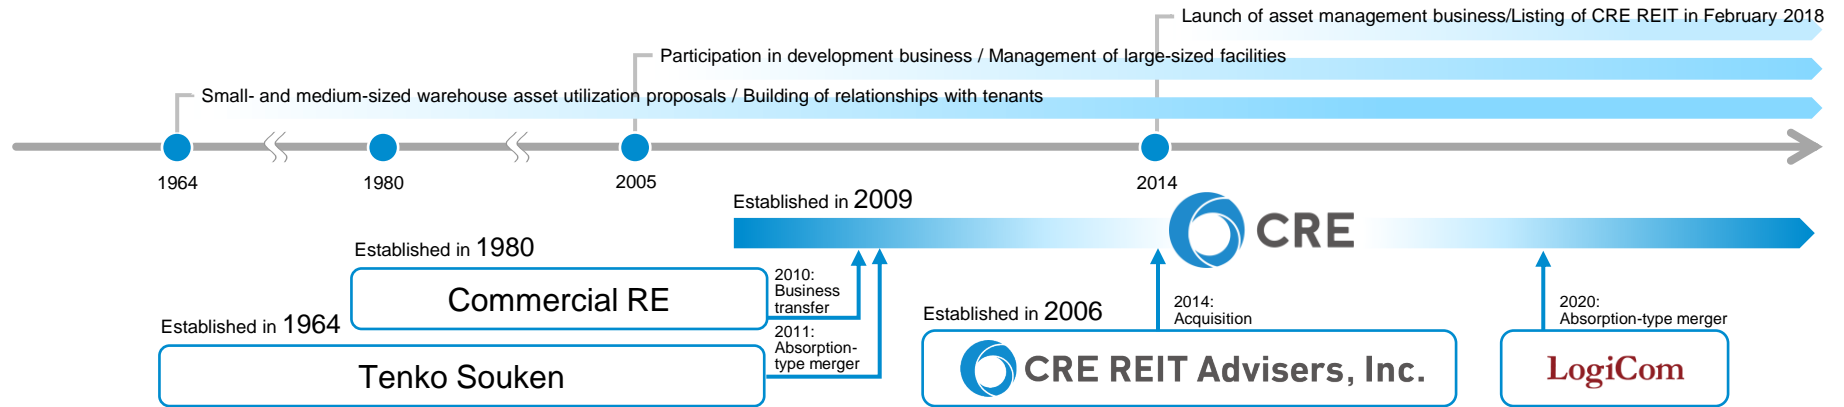 Launch of asset management business/Listing of CRE REIT in February 2018
Participation in development business / Management of large-sized facilities
Small- and medium-sized warehouse asset utilization proposals / Building of relationships with tenants
1964
1980
2005
2014
Established in 2009
CRE
Established in 1980
Commercial RE
2010:
Business
transfer
Established in 1964
Tenko Souken
2011:
Absorption-
type merger
Established in 2006
2014:
Acquisition
CRE REIT Advisers, Inc.
2020:
Absorption-type merger
LogiCom